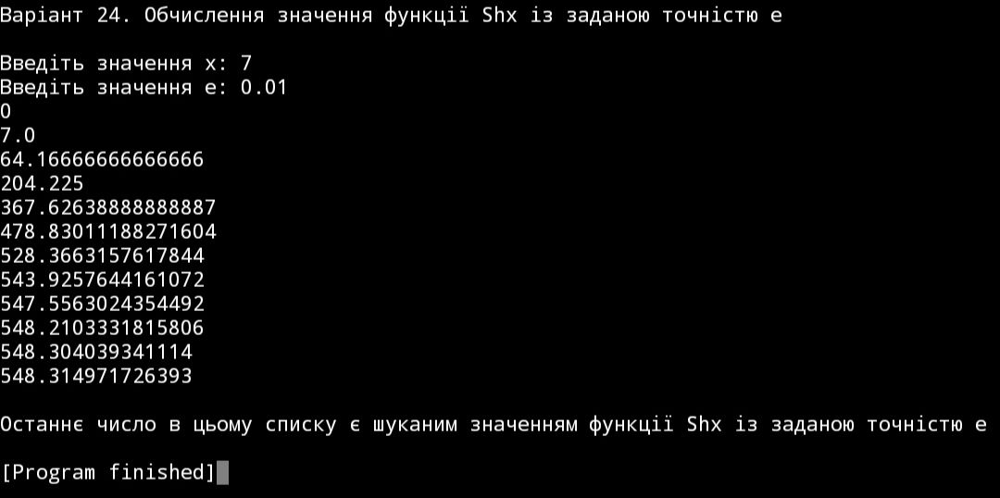 Варіант 24. Обчислення значення функції Shx із заданою точністю e
Введіть значення x: 7
Введіть значення e: 0.01
0
7.0
64.16666666666666
204.225
367.62638888888887
478.83011188271604
528.3663157617844
543.9257644161072
547.5563024354492
548.2103331815806
548.304039341114
548.314971726393
Останнє число в цьому списку є шуканим значенням функції Shx із заданою точністю e
[Program finished]